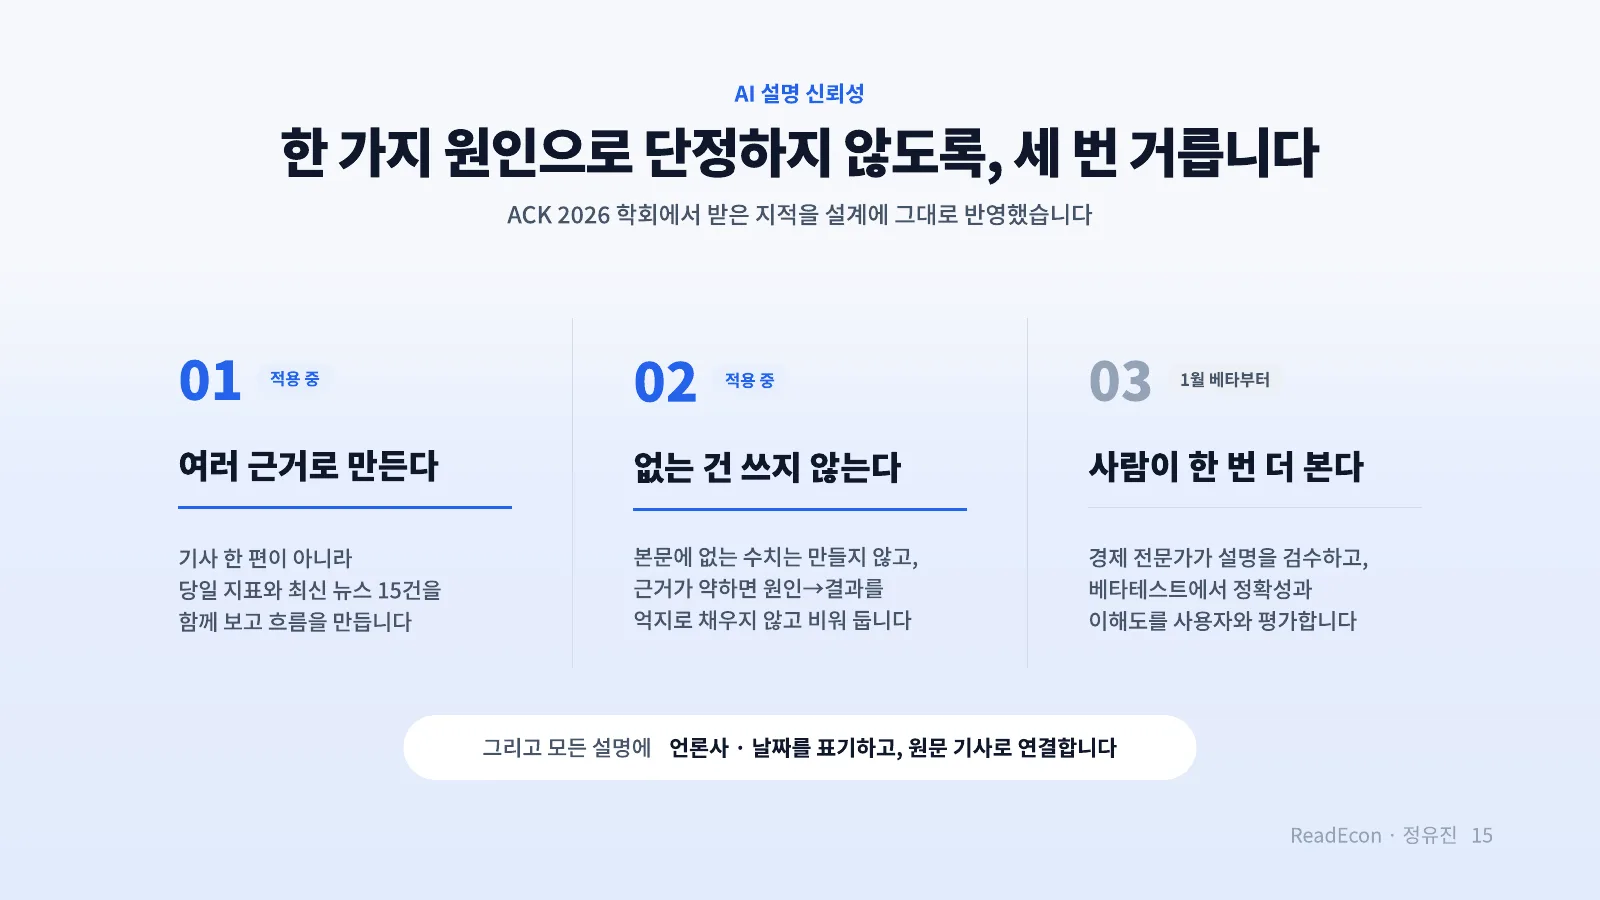 AI 설명 신뢰성
한 가지 원인으로 단정하지 않도록, 세 번 거릅니다
ACK 2026 학회에서 받은 지적을 설계에 그대로 반영했습니다
01 적용 중
여러 근거로 만든다
기사 한 편이 아니라
당일 지표와 최신 뉴스 15건을
함께 보고 흐름을 만듭니다
02 적용 중
없는 건 쓰지 않는다
본문에 없는 수치는 만들지 않고,
근거가 약하면 원인→결과를
억지로 채우지 않고 비워 둡니다
03 1월 베타부터
사람이 한 번 더 본다
경제 전문가가 설명을 검수하고,
베타테스트에서 정확성과
이해도를 사용자와 평가합니다
그리고 모든 설명에 언론사 · 날짜를 표기하고, 원문 기사로 연결합니다
ReadEcon · 정유진 15